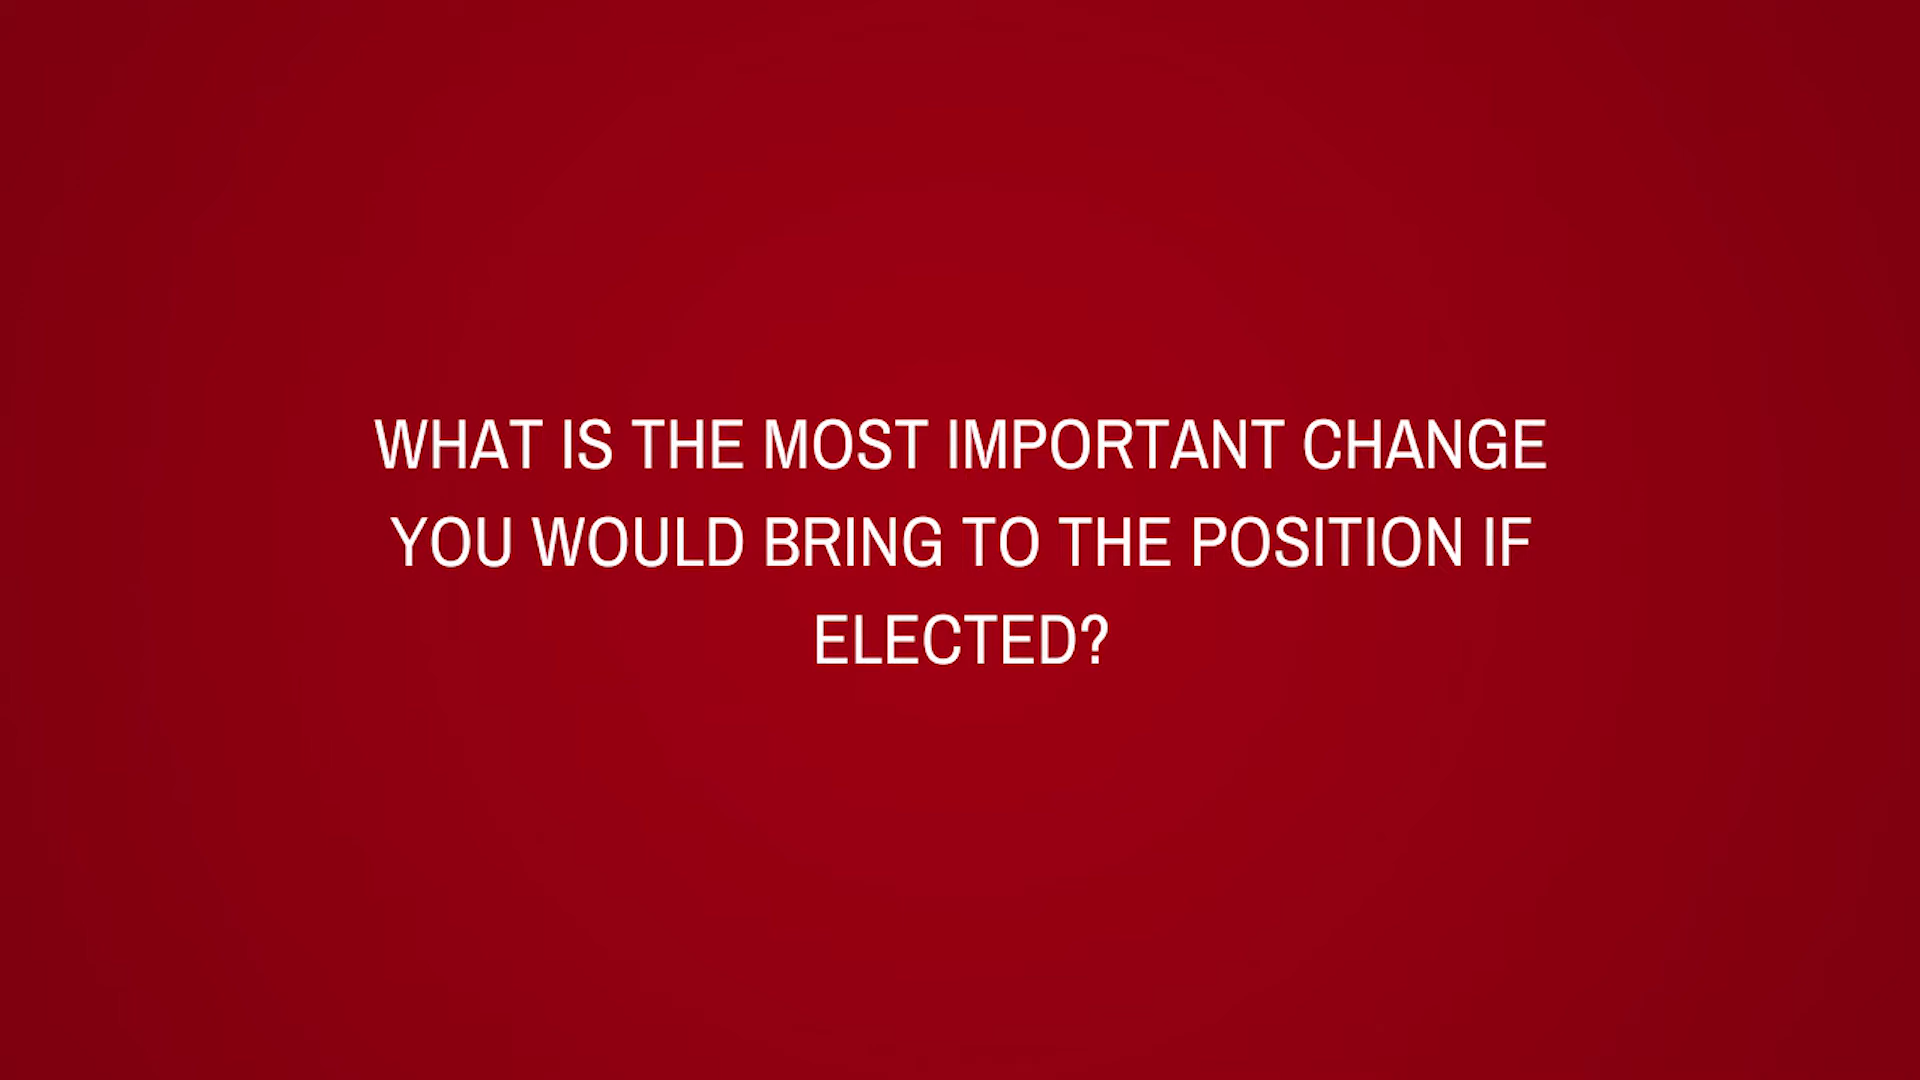 WHAT IS THE MOST IMPORTANT CHANGE
YOU WOULD BRING TO THE POSITION IF
ELECTED?